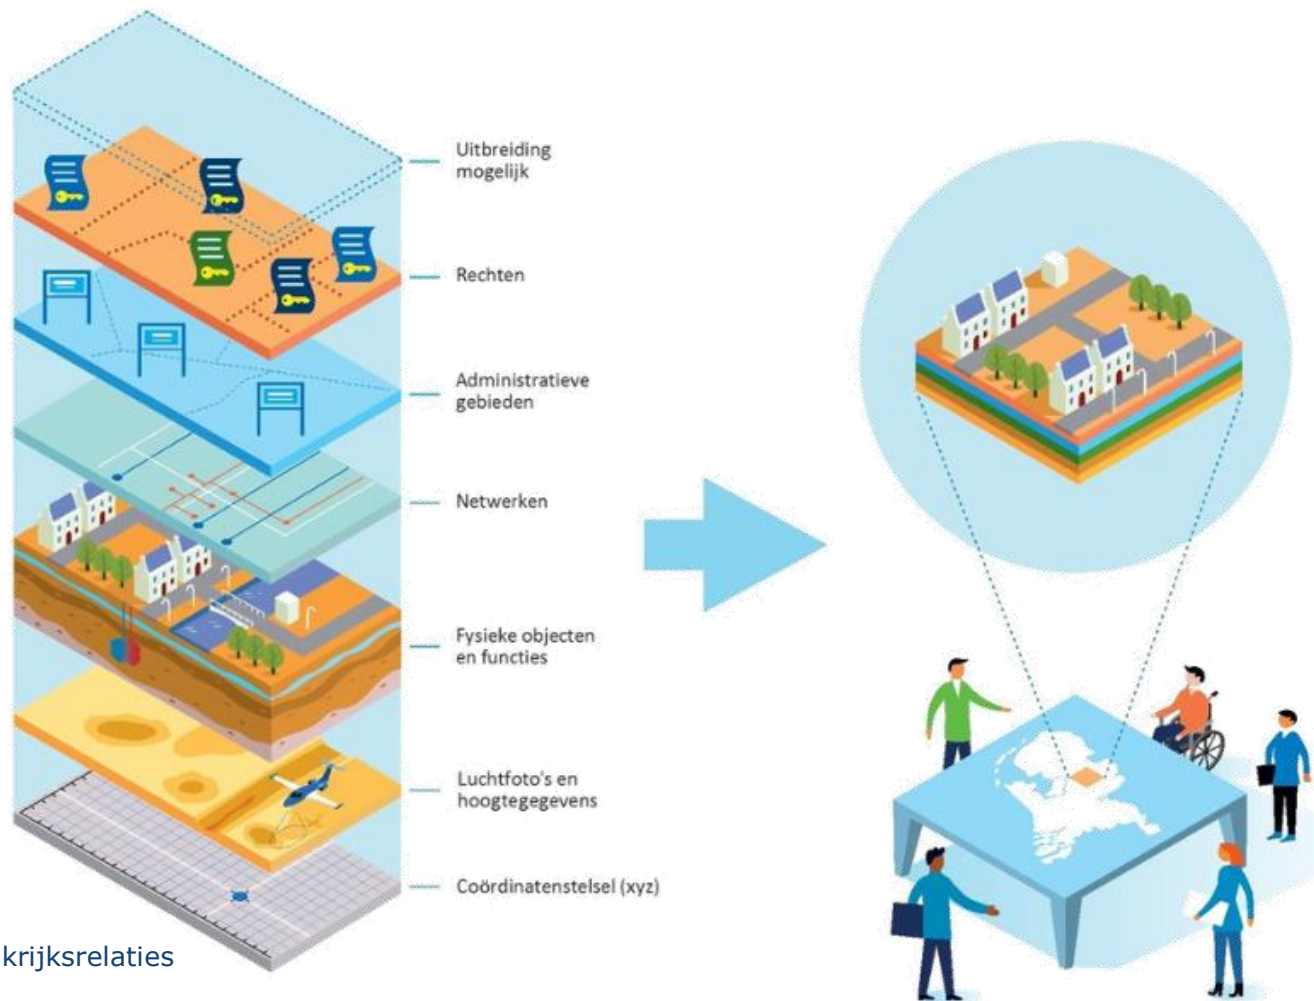 Uitbreiding
mogelijk
Rechten
Administratieve
gebieden
Netwerken
Fysieke objecten
en functies
Luchtfoto's en
hoogtegegevens
Coördinatenstelsel (xyz)
krijksrelaties